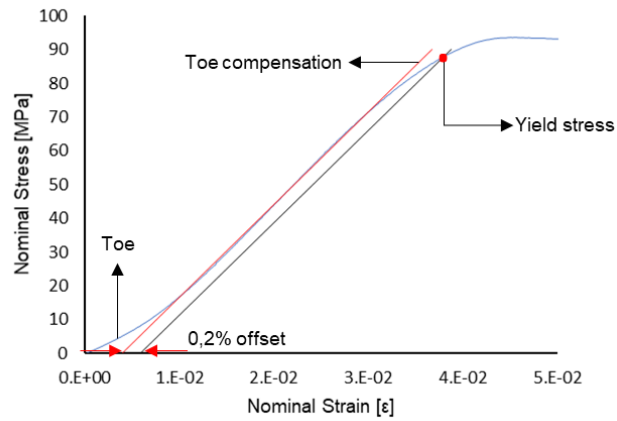 100
90
Toe compensation
80
70
Yield stress
60
50
40
30
Toe
20
10
0,2% offset
0
0.E+00
1.E-02
2.E-02
3.E-02
4.E-02
5.E-02
Nominal Strain [ε]
Nominal Stress [MPa]